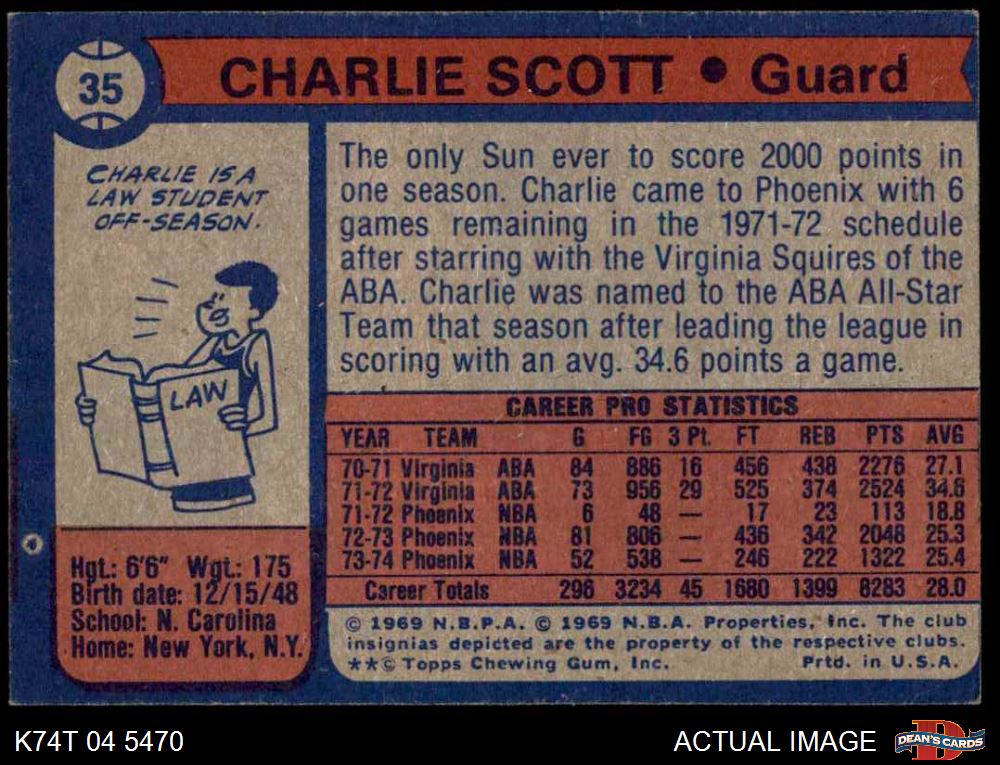 35
CHARLIE SCOTT • Guard
CHARLIE IS A
LAW STUDENT
OFF-SEASON.
LAW
The only Sun ever to score 2000 points in
one season. Charlie came to Phoenix with 6
games remaining in the 1971-72 schedule
after starring with the Virginia Squires of the
ABA. Charlie was named to the ABA All-Star
Team that season after leading the league in
scoring with an avg. 34.6 points a game.
CAREER PRO STATISTICS
YEAR TEAM G FG 3 Pt. FT REB PTS AVG
70-71 Virginia ABA 84 886 16 456 438 2276 27.1
71-72 Virginia ABA 73 956 29 525 374 2524 34.6
71-72 Phoenix NBA 6 48 — 17 23 113 18.8
72-73 Phoenix NBA 81 806 — 436 342 2048 25.3
73-74 Phoenix NBA 52 538 — 246 222 1322 25.4
Career Totals 296 3234 45 1680 1399 8283 28.0
Hgt.: 6'6" Wgt.: 175
Birth date: 12/15/48
School: N. Carolina
Home: New York, N.Y.
© 1969 N.B.P.A. © 1969 N.B.A. Properties, Inc. The club
insignias depicted are the property of the respective clubs.
**© Topps Chewing Gum, Inc. Prtd. in U.S.A.
K74T 04 5470
ACTUAL IMAGE
DEAN'S CARDS